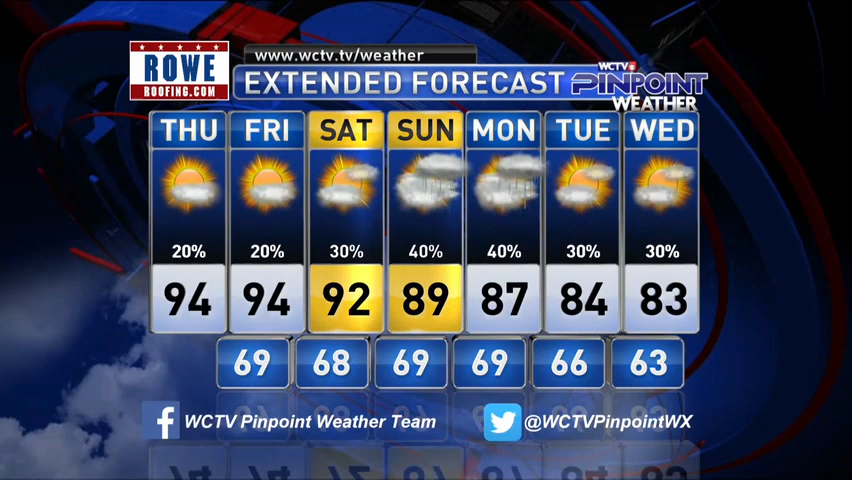 ROWE
ROOFING.COM
www.wctv.tv/weather
EXTENDED FORECAST
WCTV
PINPOINT
WEATHER
THU FRI SAT SUN MON TUE WED
20% 20% 30% 40% 40% 30% 30%
94 94 92 89 87 84 83
69 68 69 69 66 63
WCTV Pinpoint Weather Team
@WCTVPinpointWX